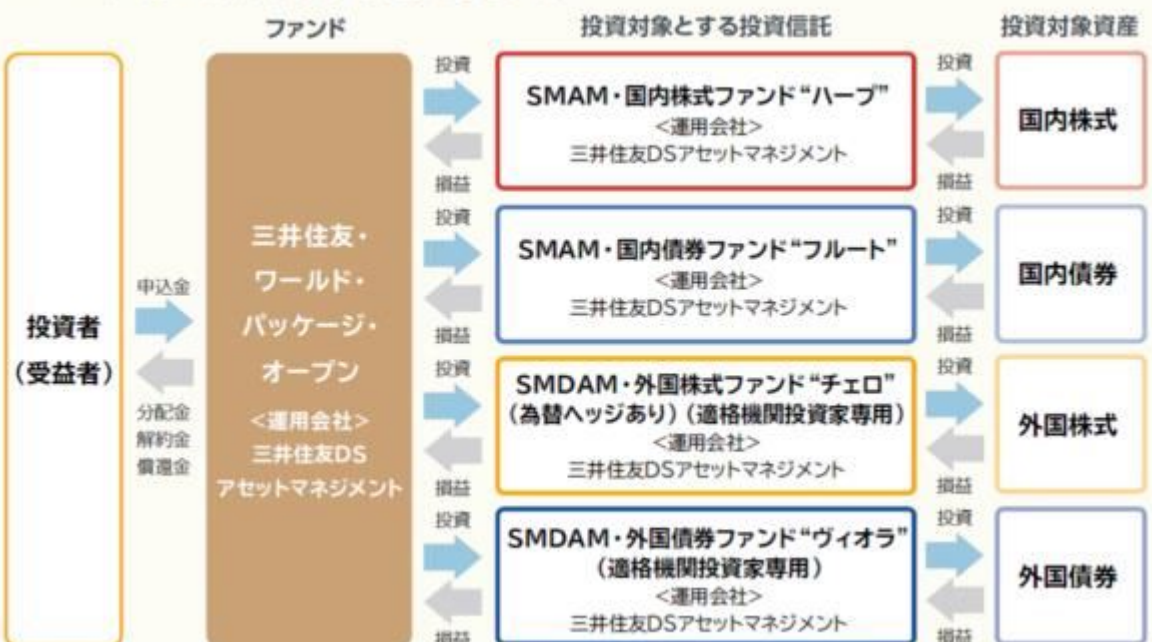 ファンド
投資対象とする投資信託
投資対象資産
投資者
(受益者)
申込金
分配金
解約金
償還金
三井住友・
ワールド・
パッケージ・
オープン
<運用会社>
三井住友DS
アセットマネジメント
投資
損益
SMAM・国内株式ファンド“ハープ”
<運用会社>
三井住友DSアセットマネジメント
投資
損益
国内株式
投資
損益
SMAM・国内債券ファンド“フルート”
<運用会社>
三井住友DSアセットマネジメント
投資
損益
国内債券
投資
損益
SMDAM・外国株式ファンド“チェロ”
(為替ヘッジあり)(適格機関投資家専用)
<運用会社>
三井住友DSアセットマネジメント
投資
損益
外国株式
投資
損益
SMDAM・外国債券ファンド“ヴィオラ”
(適格機関投資家専用)
<運用会社>
三井住友DSアセットマネジメント
投資
損益
外国債券